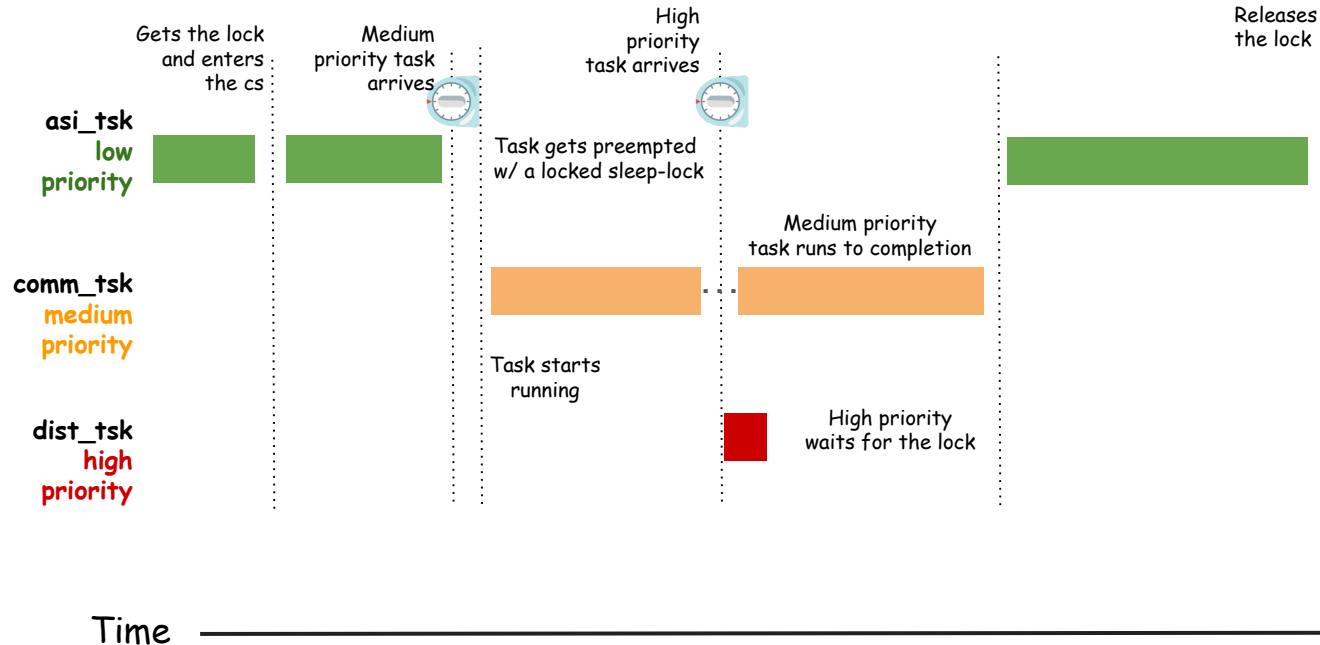 Gets the lock
and enters
the cs
Medium
priority task
arrives
High
priority
task arrives
Releases
the lock
asi_tsk
low
priority
Task gets preempted
w/ a locked sleep-lock
Medium priority
task runs to completion
comm_tsk
medium
priority
Task starts
running
dist_tsk
high
priority
High priority
waits for the lock
Time